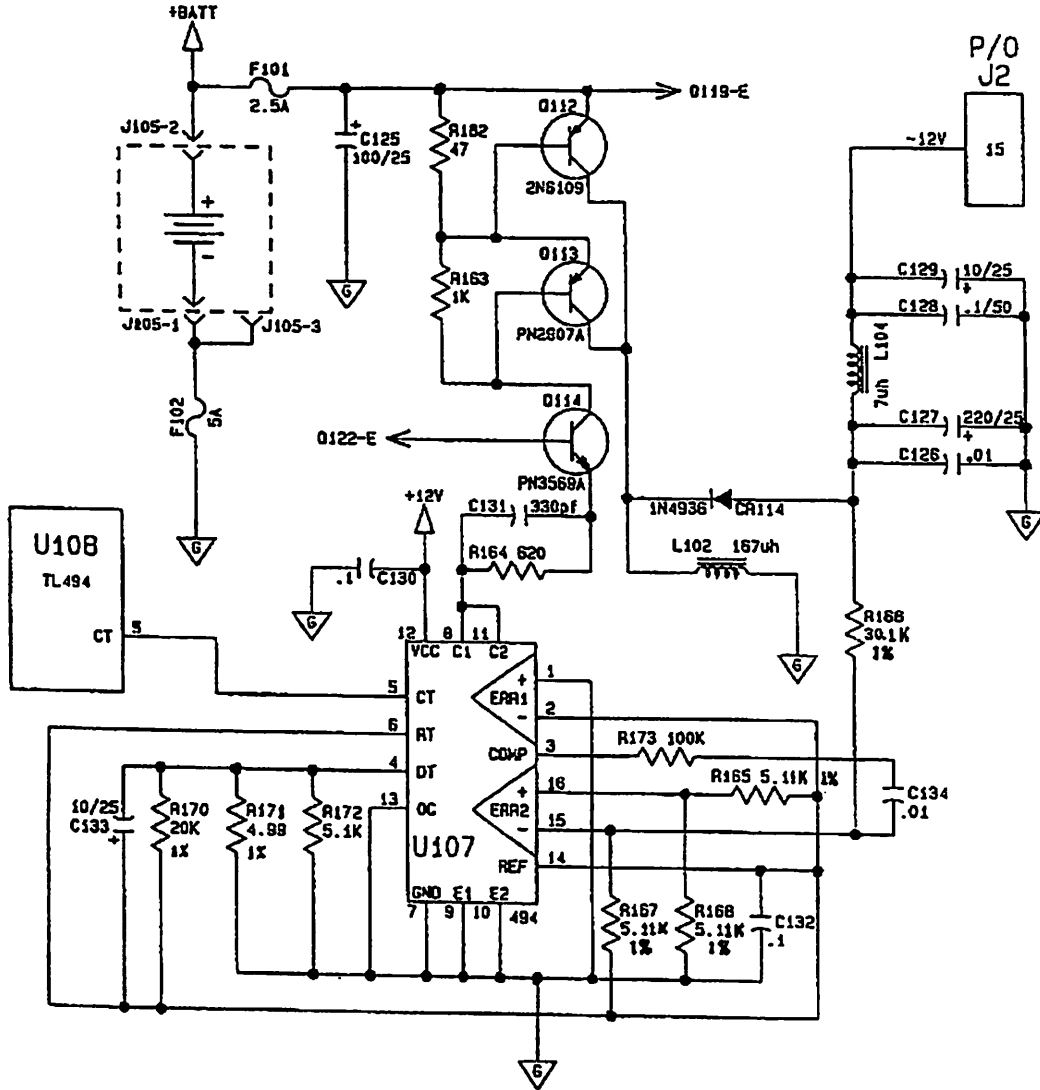 +BATT
F101
2.5A
Q119-E
P/O
J2
15
-12V
J105-2
+
C125
100/25
R182
47
Q112
2N6109
+
-
R163
1K
Q113
PN2907A
C129 10/25
+
C128 .1/50
L104
7uh
J205-1
J105-3
F102
5A
Q114
Q122-E
PN3569A
C127 220/25
+
C126 .01
G
G
G
+12V
C131 330pf
1N4936 CR114
R164 620
L102 167uh
U108
TL494
CT 5
.1 C130
G
G
R168
30.1K
1%
12 8 11
VCC C1 C2
5 CT
6 RT
4 DT
13 OC
+ 1
ERR1
- 2
COMP 3
+ 16
ERR2
- 15
REF 14
U107
GND E1 E2
7 9 10 494
R173 100K
R165 5.11K 1%
C134
.01
10/25
C133
+
R170
20K
1%
R171
4.99
1%
R172
5.1K
R167
5.11K
1%
R168
5.11K
1%
C132
.1
G